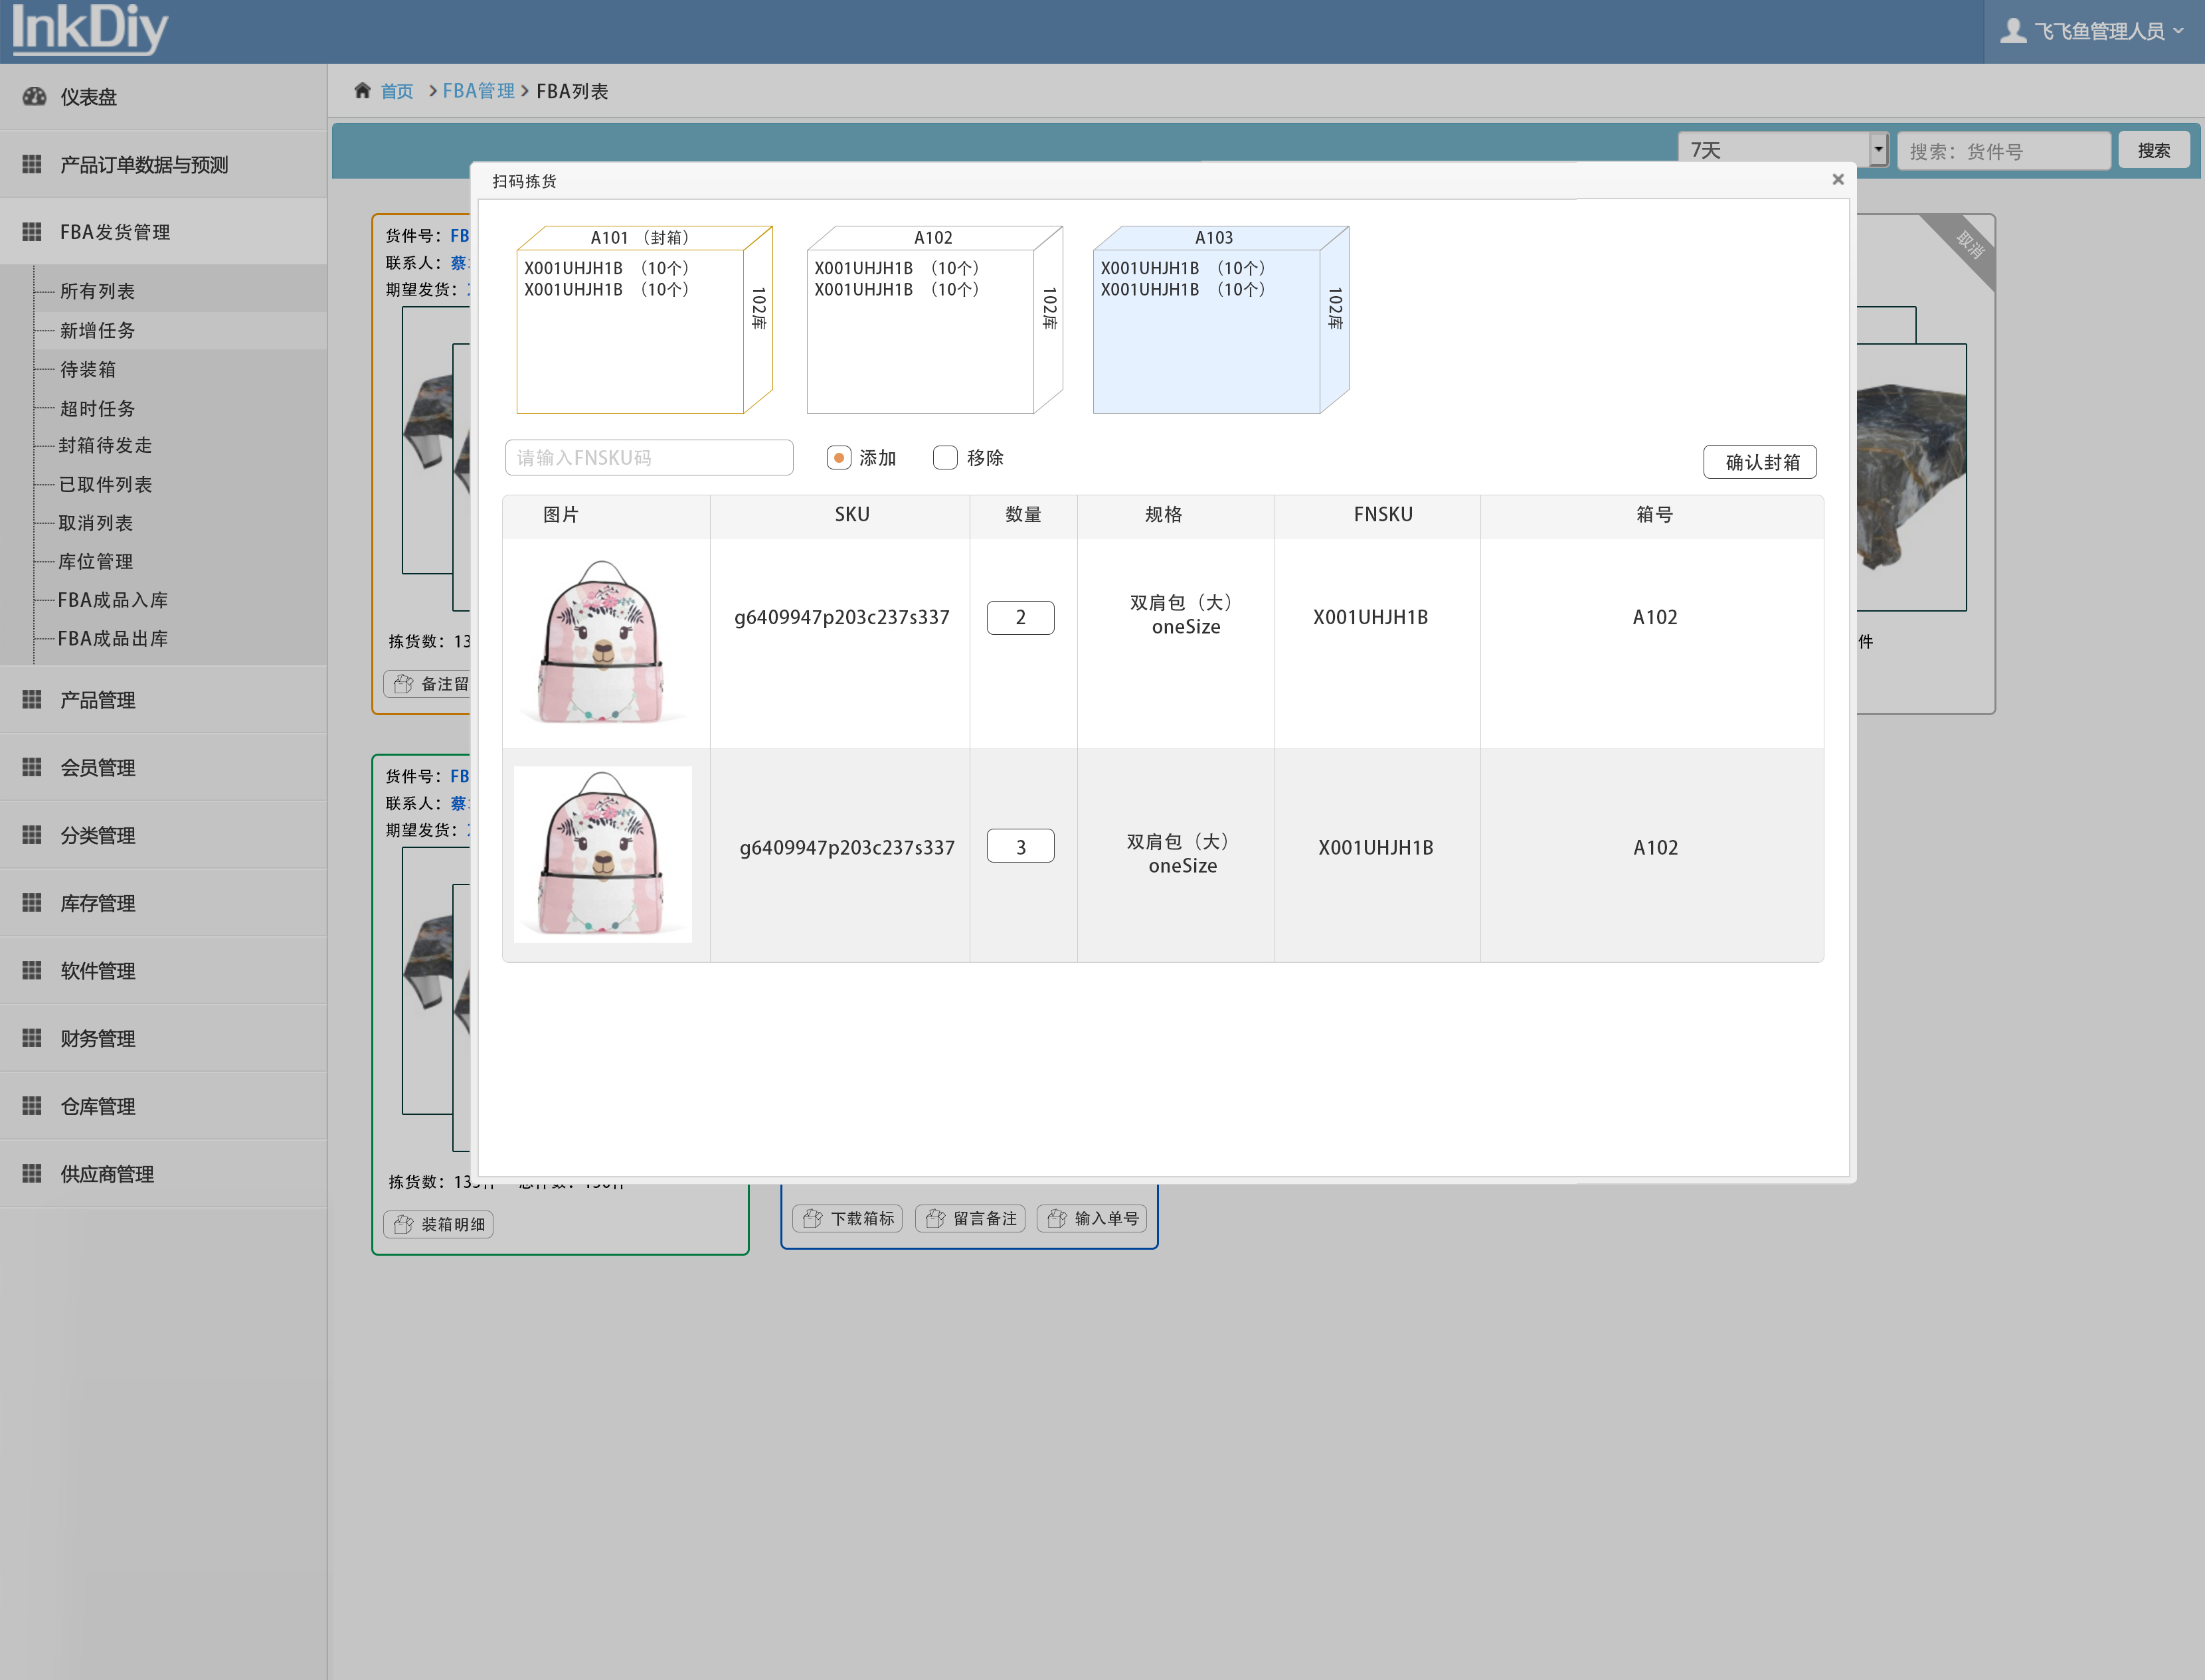 InkDiy
飞飞鱼管理人员
仪表盘
产品订单数据与预测
FBA发货管理
所有列表
新增任务
待装箱
超时任务
封箱待发走
已取件列表
取消列表
库位管理
FBA成品入库
FBA成品出库
产品管理
会员管理
分类管理
库存管理
软件管理
财务管理
仓库管理
供应商管理
首页 FBA管理 FBA列表
7天 搜索：货件号 搜索
货件号：FB
联系人：蔡
期望发货：
拣货数：13
备注留
取消
件
扫码拣货
A101 （封箱）
X001UHJH1B （10个）
X001UHJH1B （10个）
102库
A102
X001UHJH1B （10个）
X001UHJH1B （10个）
102库
A103
X001UHJH1B （10个）
X001UHJH1B （10个）
102库
请输入FNSKU码 添加 移除 确认封箱
图片 SKU 数量 规格 FNSKU 箱号
g6409947p203c237s337 2 双肩包（大） X001UHJH1B A102
oneSize
g6409947p203c237s337 3 双肩包（大） X001UHJH1B A102
oneSize
货件号：FB
联系人：蔡
期望发货：
拣货数：13
装箱明细
下载箱标 留言备注 输入单号